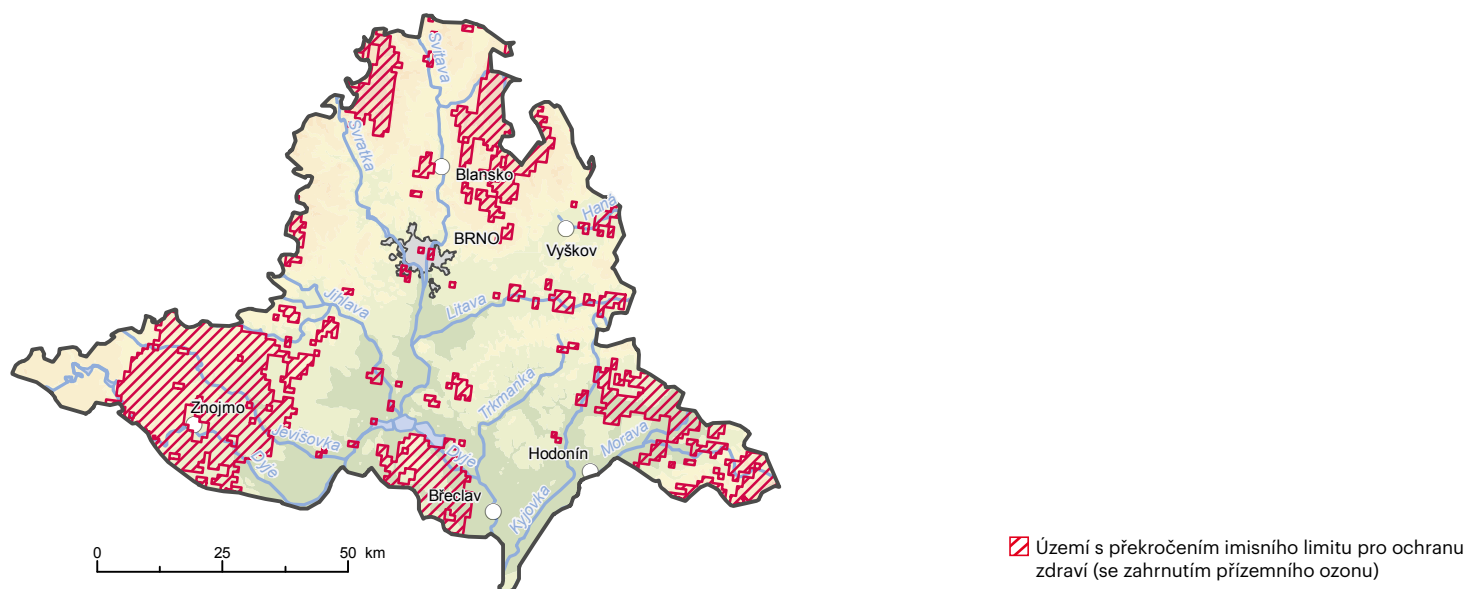 Svitava
Svratka
Blansko
Haná
BRNO
Vyškov
Jihlava
Litava
Trkmanka
Znojmo
Jevišovka
Dyje
Dyje
Hodonín
Morava
Břeclav
Kyjovka
0 25 50 km
Území s překročením imisního limitu pro ochranu
zdraví (se zahrnutím přízemního ozonu)